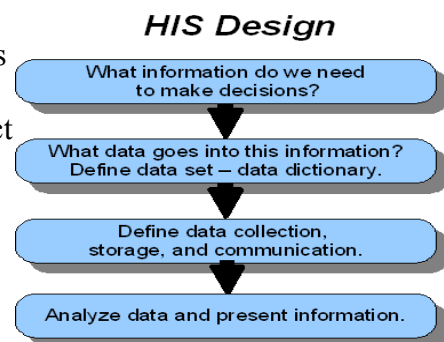 HIS Design
s
What information do we need
to make decisions?
et
What data goes into this information?
Define data set – data dictionary.
Define data collection,
storage, and communication.
Analyze data and present information.